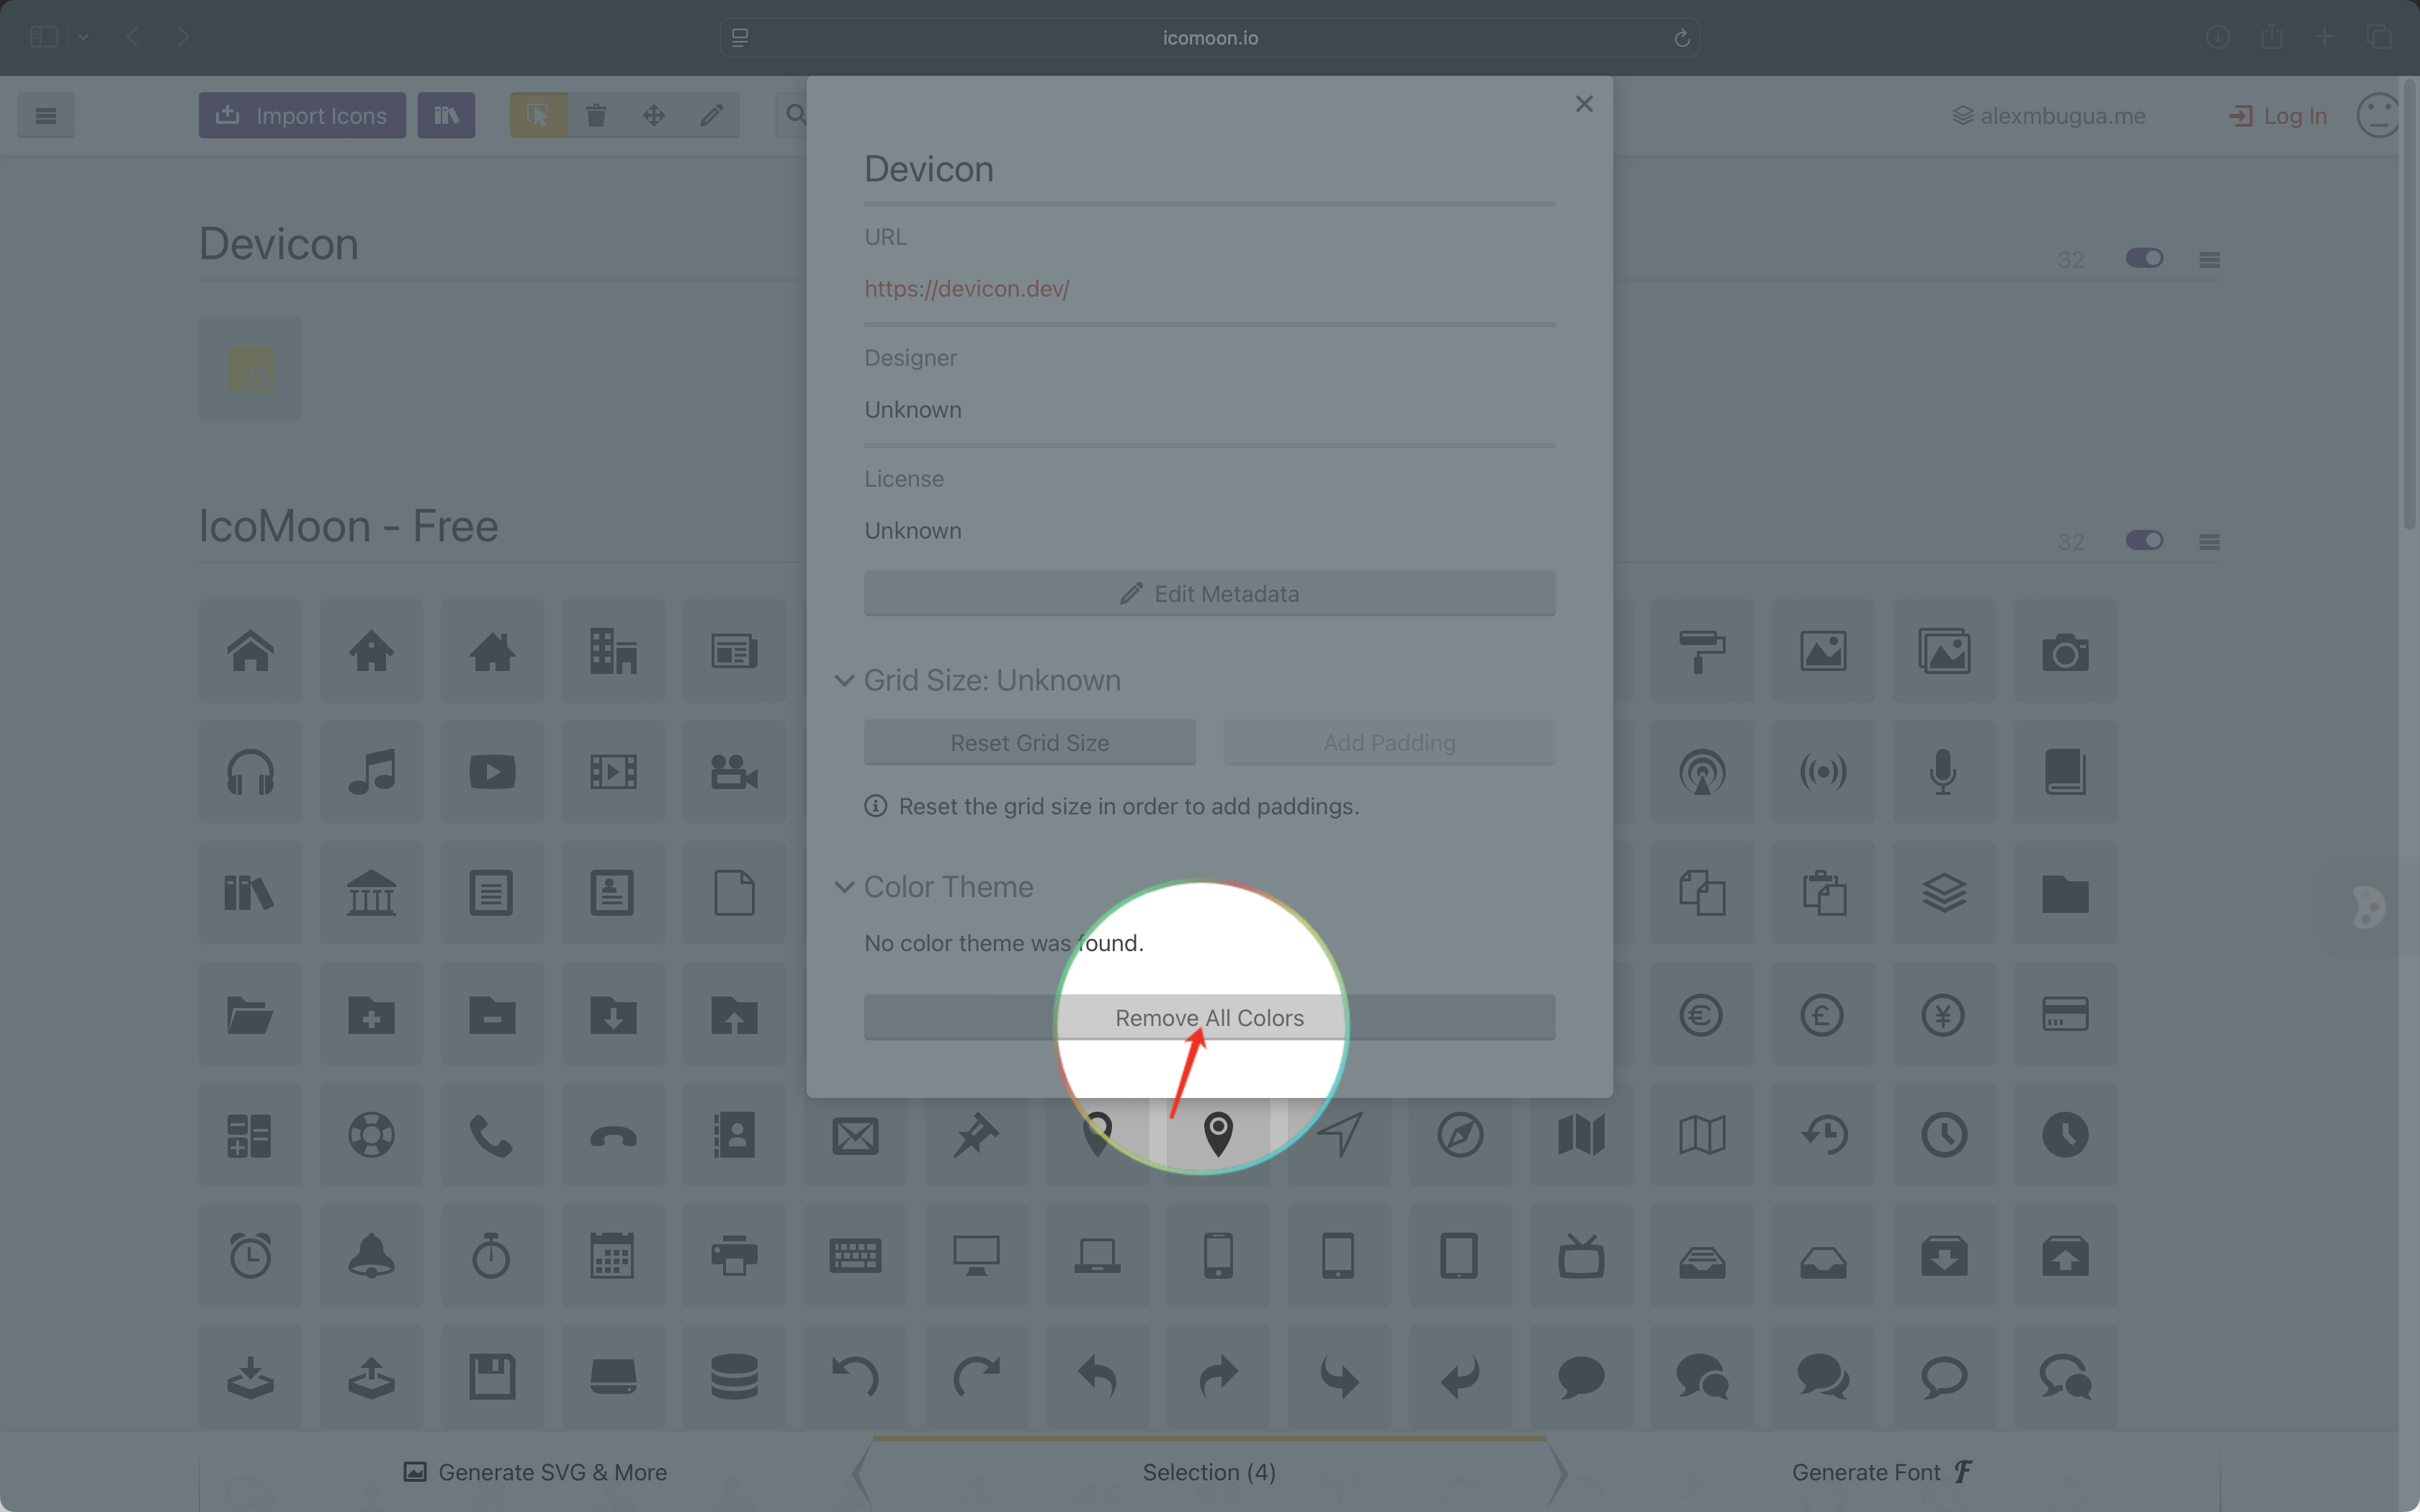 icomoon.io
Import Icons
alexmbugua.me
Log In
Devicon
32
JS
IcoMoon - Free
32
Devicon
URL
https://devicon.dev/
Designer
Unknown
License
Unknown
Edit Metadata
Grid Size: Unknown
Reset Grid Size
Add Padding
Reset the grid size in order to add paddings.
Color Theme
No color theme was found.
Remove All Colors
Generate SVG & More
Selection (4)
Generate Font